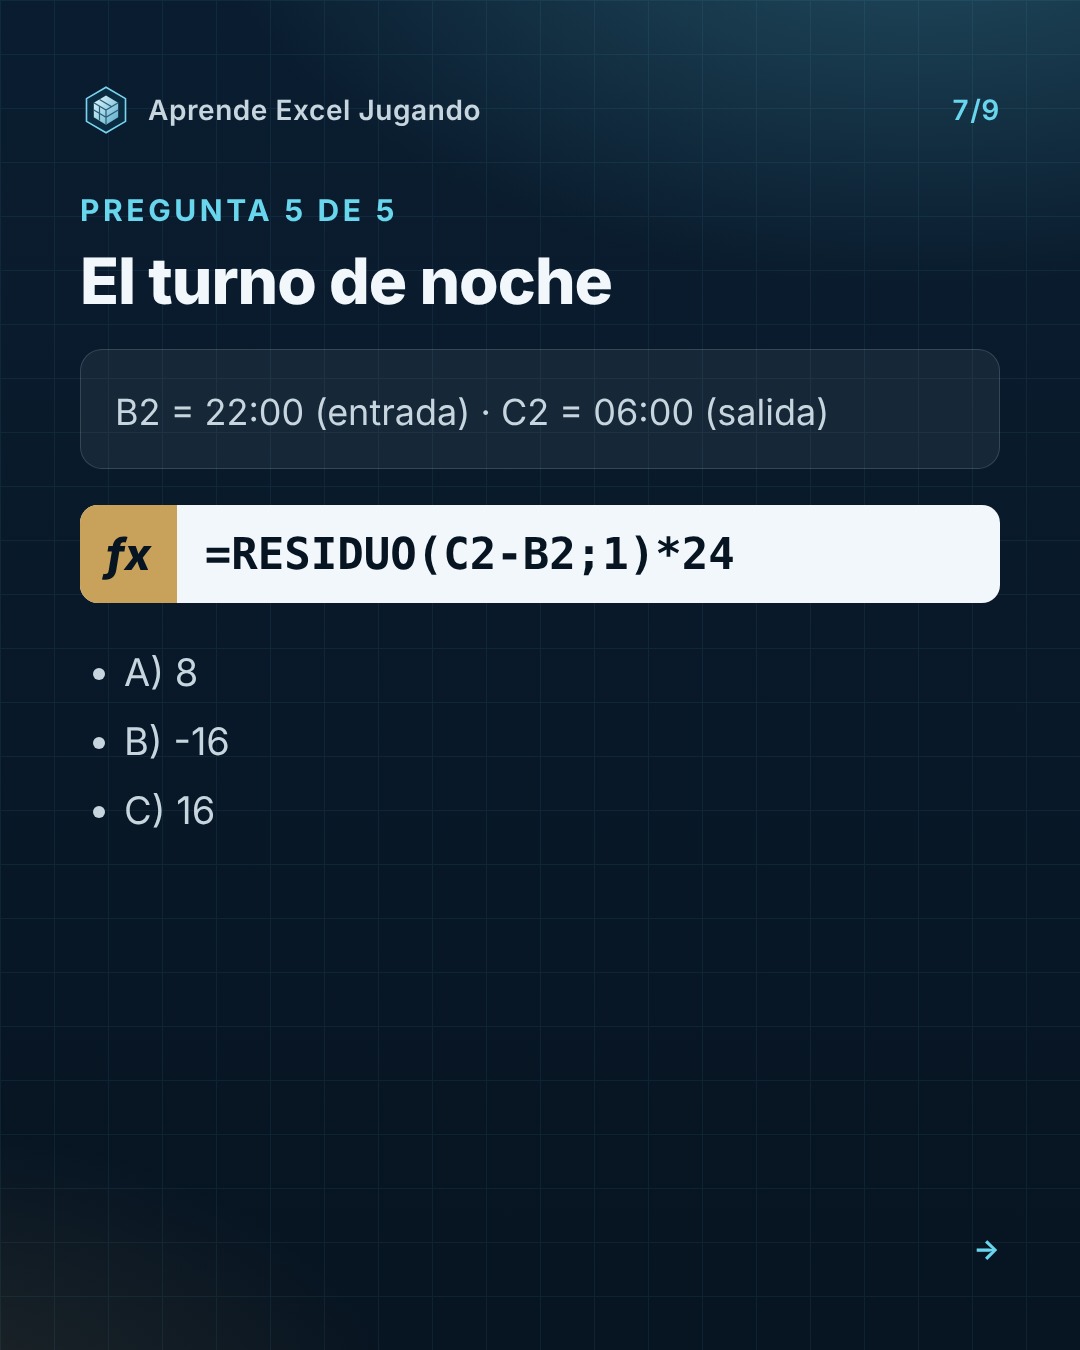 Aprende Excel Jugando
7/9
PREGUNTA 5 DE 5
El turno de noche
B2 = 22:00 (entrada) · C2 = 06:00 (salida)
fx =RESIDUO(C2-B2;1)*24
• A) 8
• B) -16
• C) 16
→